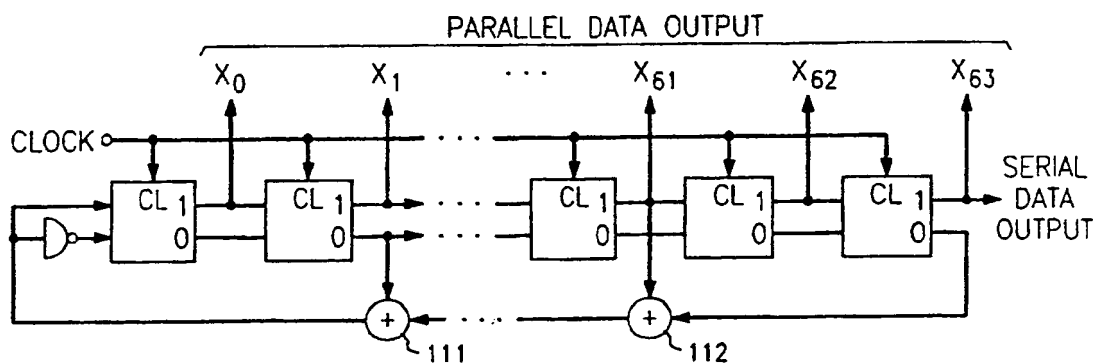 PARALLEL DATA OUTPUT
X0 X1 ... X61 X62 X63
CLOCK
CL 1 CL 1 ... CL 1 CL 1 CL 1
0 0 ... 0 0 0
SERIAL
DATA
OUTPUT
+ ... +
111 112